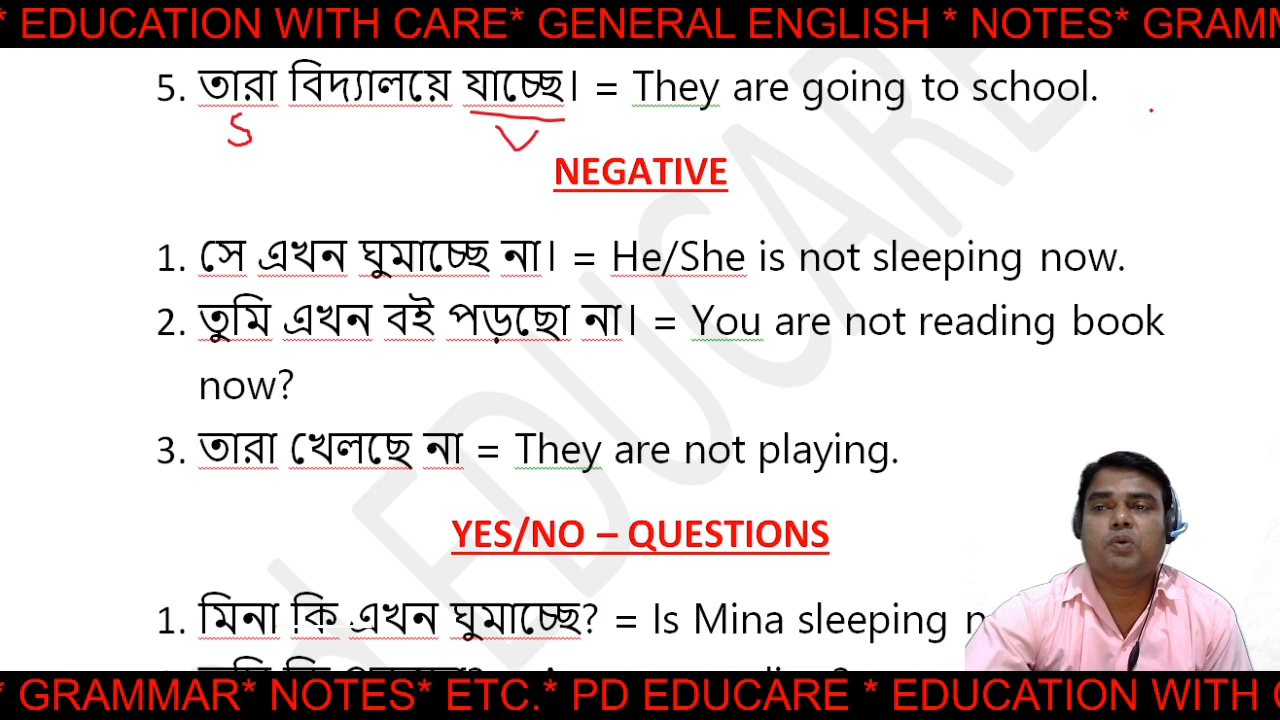 * EDUCATION WITH CARE* GENERAL ENGLISH * NOTES* GRAMM
5. তারা বিদ্যালয়ে যাচ্ছে। = They are going to school.
S V
NEGATIVE
1. সে এখন ঘুমাচ্ছে না। = He/She is not sleeping now.
2. তুমি এখন বই পড়ছো না। = You are not reading book
now?
3. তারা খেলছে না = They are not playing.
YES/NO – QUESTIONS
1. মিনা কি এখন ঘুমাচ্ছে? = Is Mina sleeping n
* GRAMMAR* NOTES* ETC.* PD EDUCARE * EDUCATION WITH C